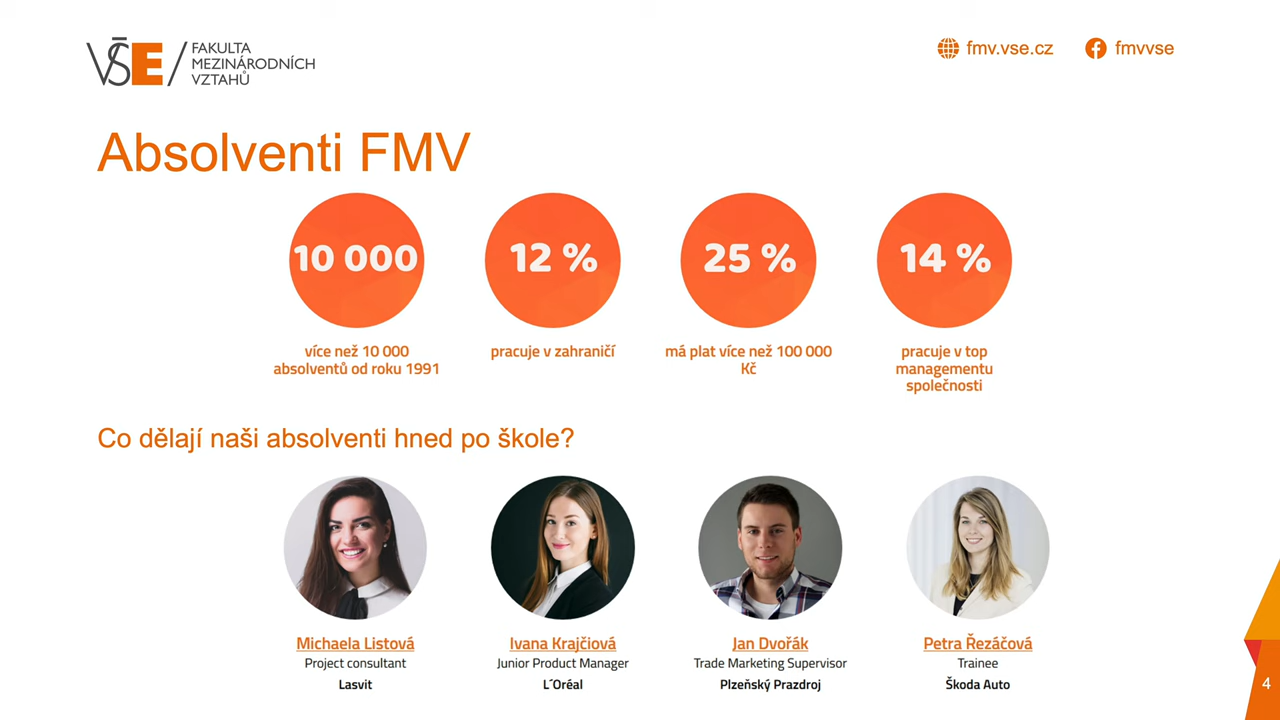 VŠE
FAKULTA
MEZINÁRODNÍCH
VZTAHŮ
fmv.vse.cz
fmvvse
Absolventi FMV
10 000
12 %
25 %
14 %
více než 10 000
absolventů od roku 1991
pracuje v zahraničí
má plat více než 100 000
Kč
pracuje v top
managementu
společnosti
Co dělají naši absolventi hned po škole?
Michaela Listová
Project consultant
Lasvit
Ivana Krajčiová
Junior Product Manager
L´Oréal
Jan Dvořák
Trade Marketing Supervisor
Plzeňský Prazdroj
Petra Řezáčová
Trainee
Škoda Auto
4